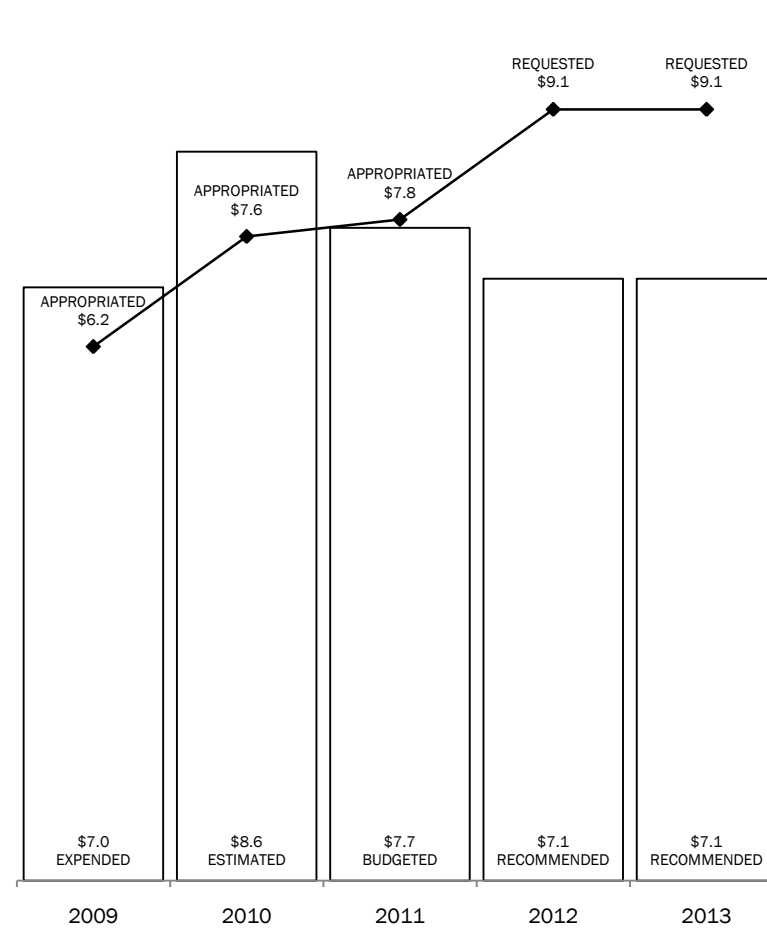 REQUESTED
$9.1
REQUESTED
$9.1
APPROPRIATED
$7.8
APPROPRIATED
$7.6
APPROPRIATED
$6.2
$7.0
EXPENDED
$8.6
ESTIMATED
$7.7
BUDGETED
$7.1
RECOMMENDED
$7.1
RECOMMENDED
2009
2010
2011
2012
2013